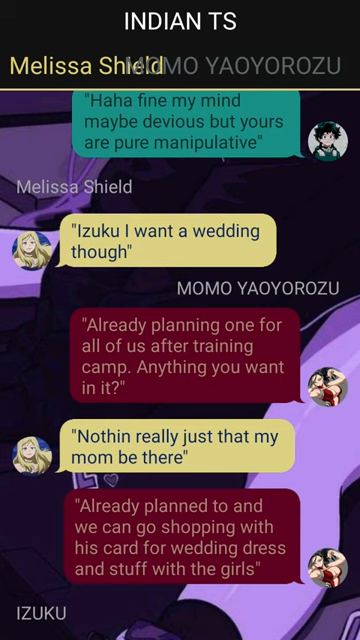 INDIAN TS
Melissa Shield MOMO YAOYOROZU
"Haha fine my mind
maybe devious but yours
are pure manipulative"
Melissa Shield
"Izuku I want a wedding
though"
MOMO YAOYOROZU
"Already planning one for
all of us after training
camp. Anything you want
in it?"
"Nothin really just that my
mom be there"
"Already planned to and
we can go shopping with
his card for wedding dress
and stuff with the girls"
IZUKU